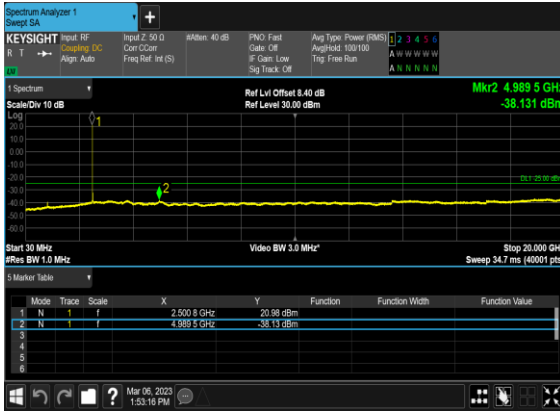 Spectrum Analyzer 1
Swept SA
+
KEYSIGHT Input: RF Input Z: 50 Ω #Atten: 40 dB PNO: Fast Avg Type: Power (RMS) 1 2 3 4 5 6
R T Coupling: DC Corr CCorr Gate: Off Avg|Hold: 100/100 A W W W W W
Align: Auto Freq Ref: Int (S) IF Gain: Low Trig: Free Run
Sig Track: Off A N N N N N
1 Spectrum Ref Lvl Offset 8.40 dB Mkr2 4.989 5 GHz
Scale/Div 10 dB Ref Level 30.00 dBm -38.131 dBm
Log
20.0
10.0
0.00
-10.0
-20.0
-30.0
-40.0
-50.0
-60.0
1
2
Start 30 MHz Video BW 3.0 MHz* Stop 20.000 GH
#Res BW 1.0 MHz Sweep 34.7 ms (40001 pts
5 Marker Table
Mode Trace Scale X Y Function Function Width Function Value
1 N 1 f 2.500 8 GHz 20.98 dBm
2 N 1 f 4.989 5 GHz -38.13 dBm
3
4
5
6
? Mar 06, 2023
1:53:16 PM